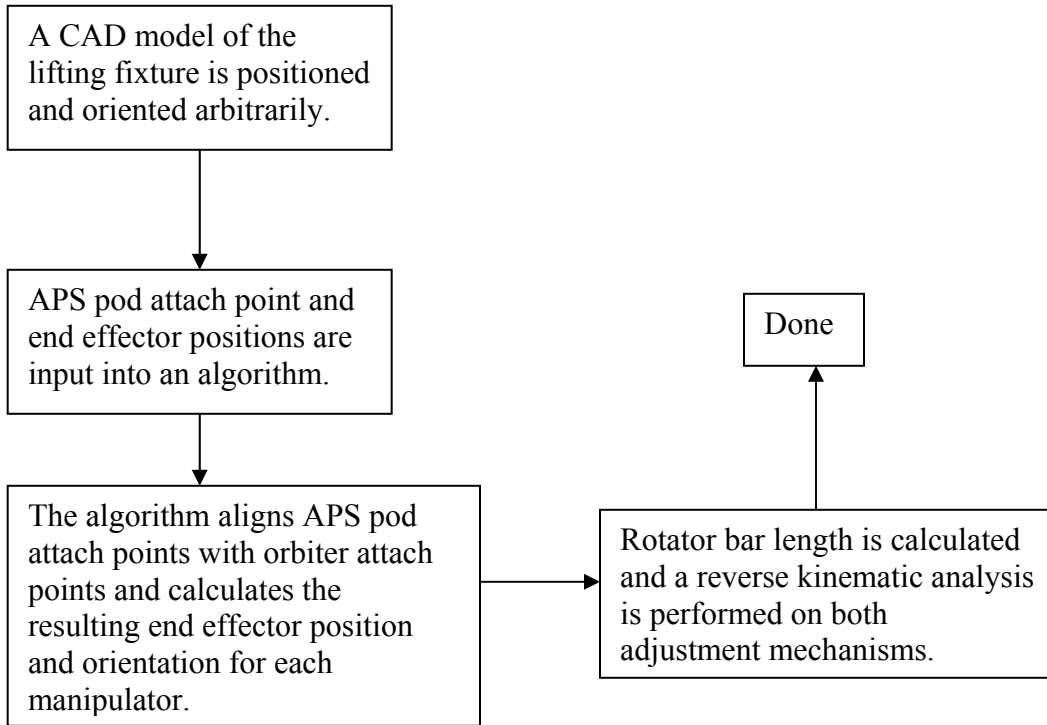 A CAD model of the
lifting fixture is positioned
and oriented arbitrarily.
APS pod attach point and
end effector positions are
input into an algorithm.
The algorithm aligns APS pod
attach points with orbiter attach
points and calculates the
resulting end effector position
and orientation for each
manipulator.
Rotator bar length is calculated
and a reverse kinematic analysis
is performed on both
adjustment mechanisms.
Done